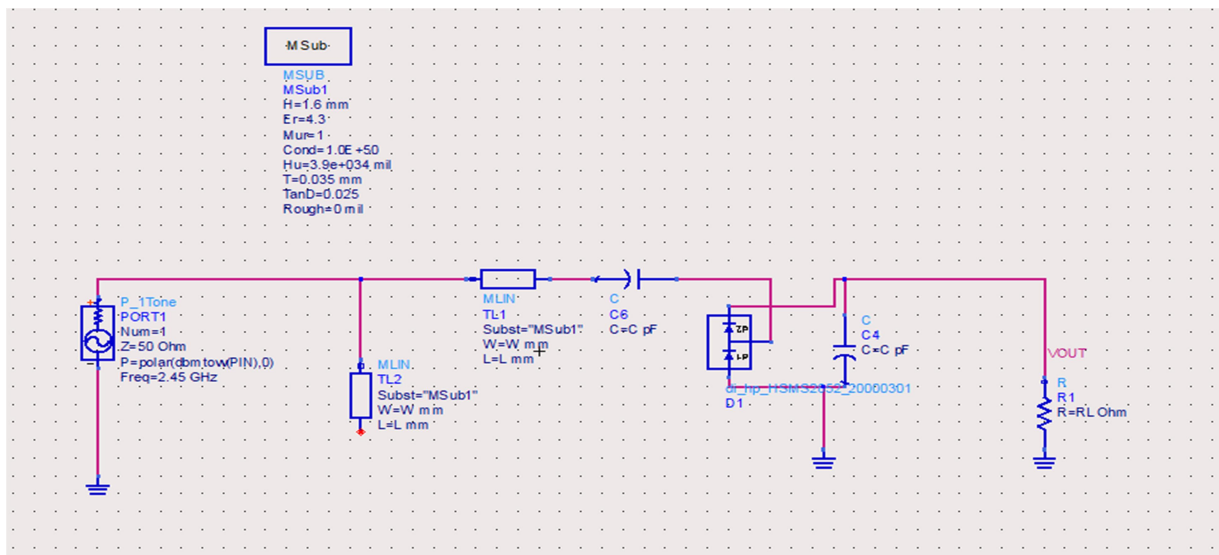 MSub
MSUB
MSub1
H=1.6 mm
Er=4.3
Mur=1
Cond=1.0E+50
Hu=3.9e+034 mil
T=0.035 mm
TanD=0.025
Rough=0 mil
P_1Tone
PORT1
Num=1
Z=50 Ohm
P=polar(dbmtow(PIN),0)
Freq=2.45 GHz
MLIN
TL2
Subst="MSub1"
W=W mm
L=L mm
MLIN
TL1
Subst="MSub1"
W=W mm
L=L mm
C
C6
C=C pF
di_hp_HSMS2852_20000301
D1
C
C4
C=C pF
VOUT
R
R1
R=RL Ohm